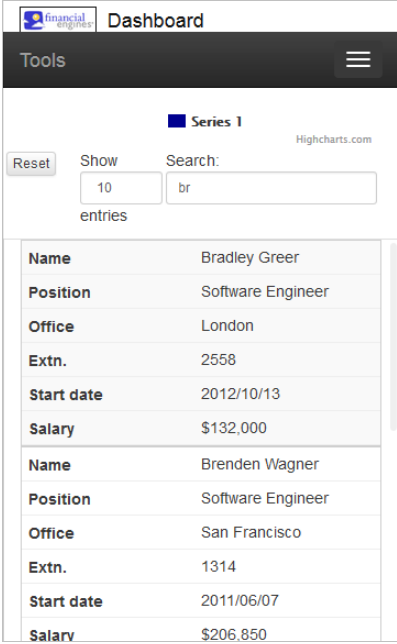 financial engines Dashboard
Tools
Series 1
Highcharts.com
Reset Show Search:
10 br
entries
Name Bradley Greer
Position Software Engineer
Office London
Extn. 2558
Start date 2012/10/13
Salary $132,000
Name Brenden Wagner
Position Software Engineer
Office San Francisco
Extn. 1314
Start date 2011/06/07
Salary $206,850